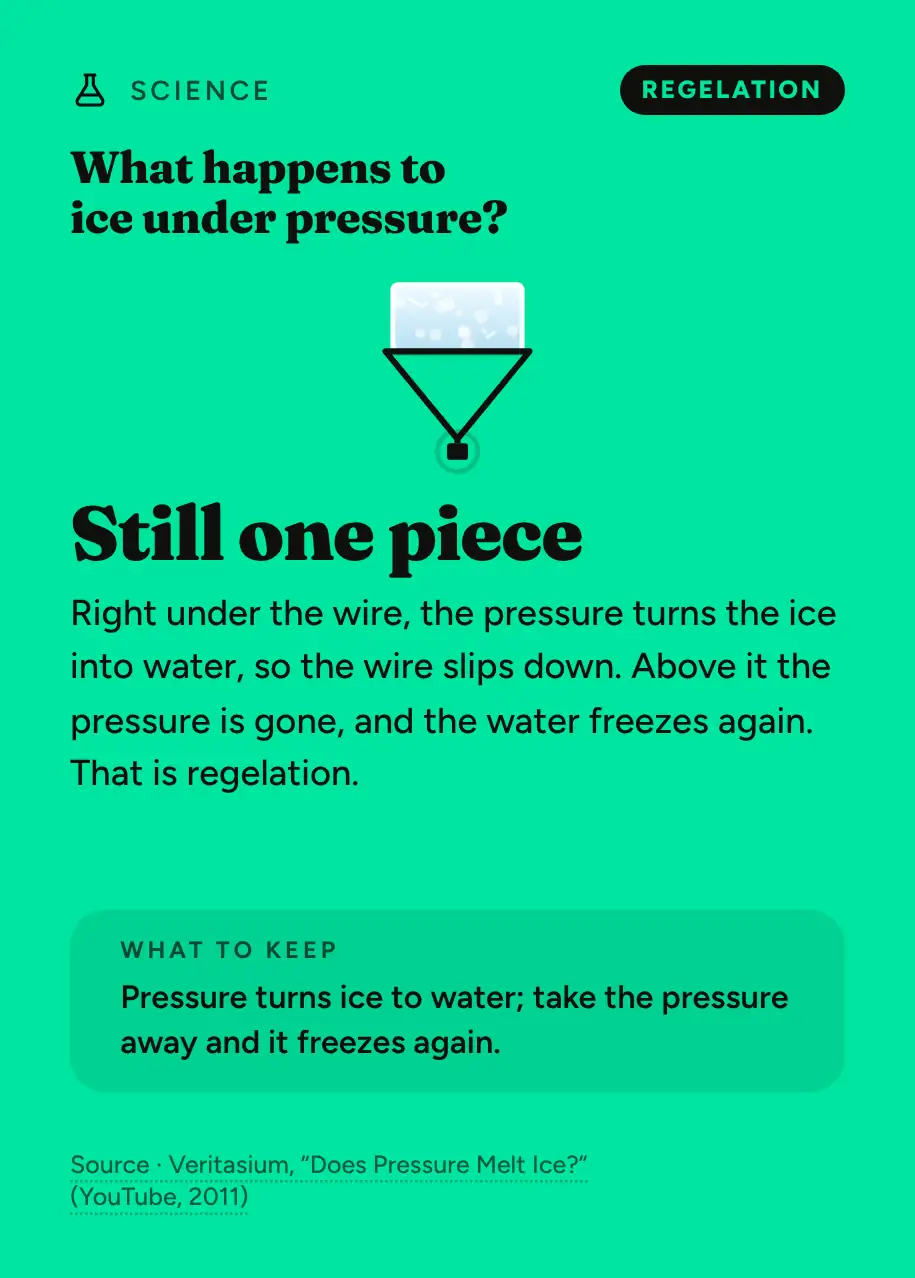 SCIENCE
REGELATION
What happens to
ice under pressure?
Still one piece
Right under the wire, the pressure turns the ice
into water, so the wire slips down. Above it the
pressure is gone, and the water freezes again.
That is regelation.
WHAT TO KEEP
Pressure turns ice to water; take the pressure
away and it freezes again.
Source · Veritasium, “Does Pressure Melt Ice?”
(YouTube, 2011)